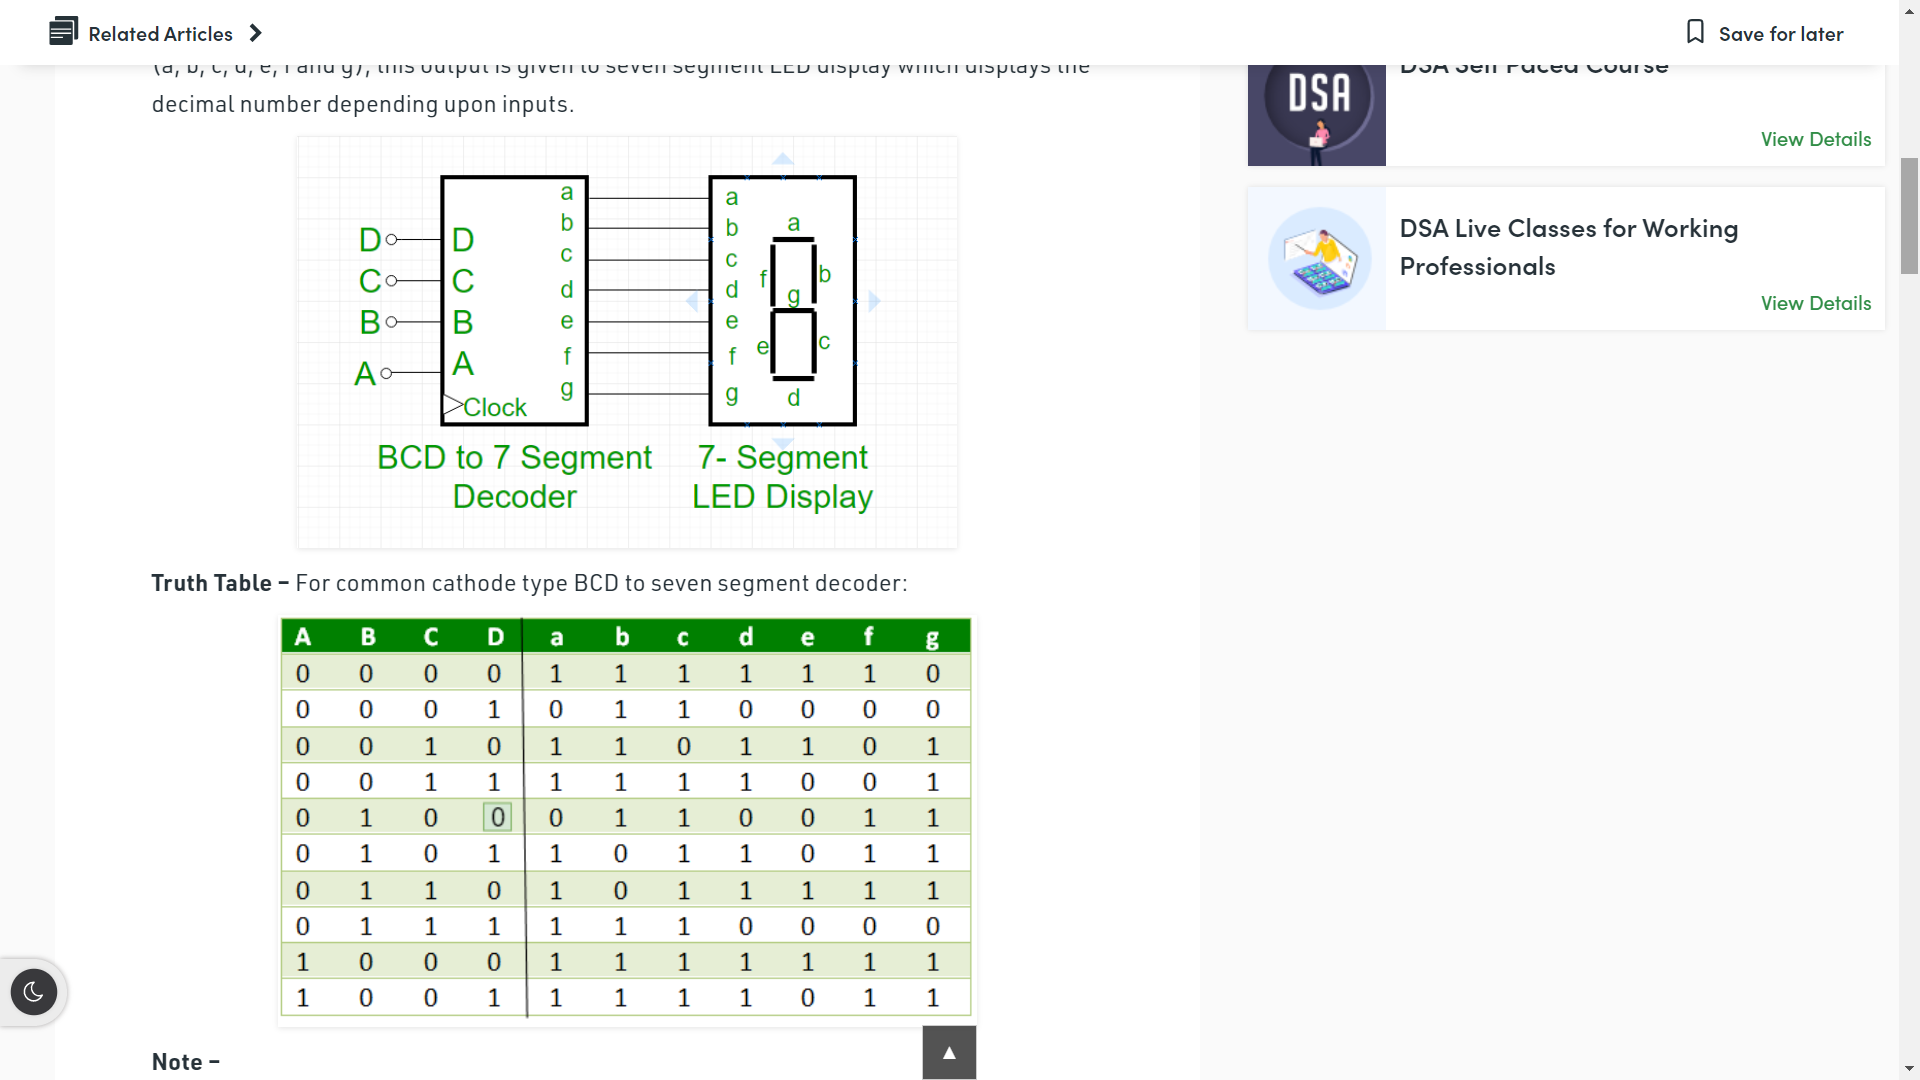 Related Articles
Save for later
(a, b, c, d, e, f and g), this output is given to seven segment LED display which displays the
decimal number depending upon inputs.
D D
C C
B B
A A
Clock
a
b
c
d
e
f
g
a
b
c
d
e
f
g
a
f b
g
e c
d
BCD to 7 Segment
Decoder
7- Segment
LED Display
Truth Table – For common cathode type BCD to seven segment decoder:
A B C D a b c d e f g
0 0 0 0 1 1 1 1 1 1 0
0 0 0 1 0 1 1 0 0 0 0
0 0 1 0 1 1 0 1 1 0 1
0 0 1 1 1 1 1 1 0 0 1
0 1 0 0 0 1 1 0 0 1 1
0 1 0 1 1 0 1 1 0 1 1
0 1 1 0 1 0 1 1 1 1 1
0 1 1 1 1 1 1 0 0 0 0
1 0 0 0 1 1 1 1 1 1 1
1 0 0 1 1 1 1 1 0 1 1
Note –
DSA
DSA Self Paced Course
View Details
DSA Live Classes for Working
Professionals
View Details